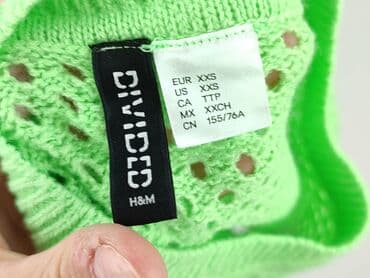 DIVIDED
H&M
EUR XXS
US XXS
CA TTP
MX XXCH
CN 155/76A